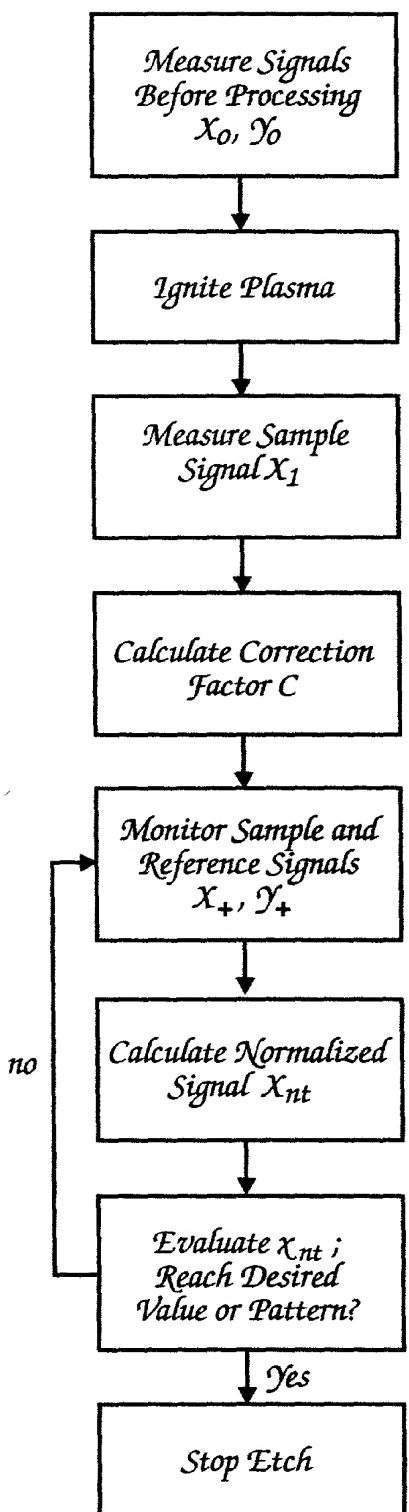 Measure Signals
Before Processing
X₀, Y₀
Ignite Plasma
Measure Sample
Signal X₁
Calculate Correction
Factor C
Monitor Sample and
Reference Signals
X₊, Y₊
Calculate Normalized
Signal Xnt
no
Evaluate xnt ;
Reach Desired
Value or Pattern?
Yes
Stop Etch